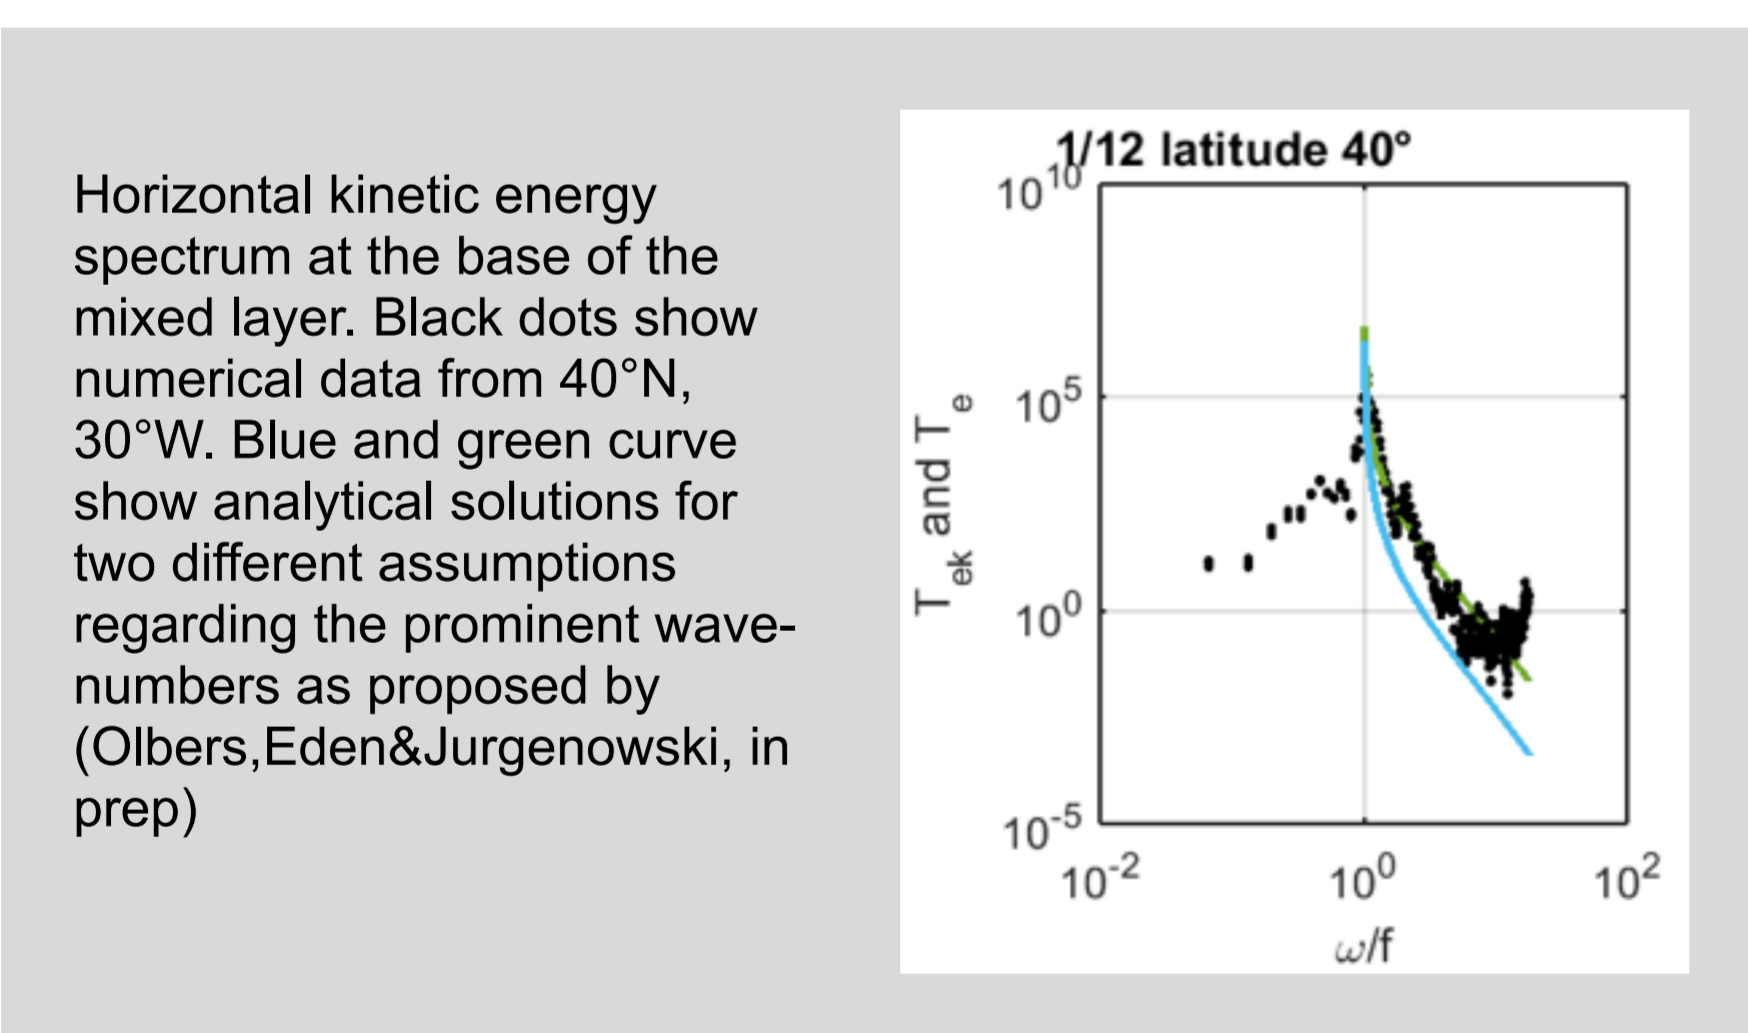 Horizontal kinetic energy
spectrum at the base of the
mixed layer. Black dots show
numerical data from 40°N,
30°W. Blue and green curve
show analytical solutions for
two different assumptions
regarding the prominent wave-
numbers as proposed by
(Olbers,Eden&Jurgenowski, in
prep)
1/12 latitude 40°
10^10
10^5
10^0
10^-5
T_ek and T_e
10^-2 10^0 10^2
ω/f